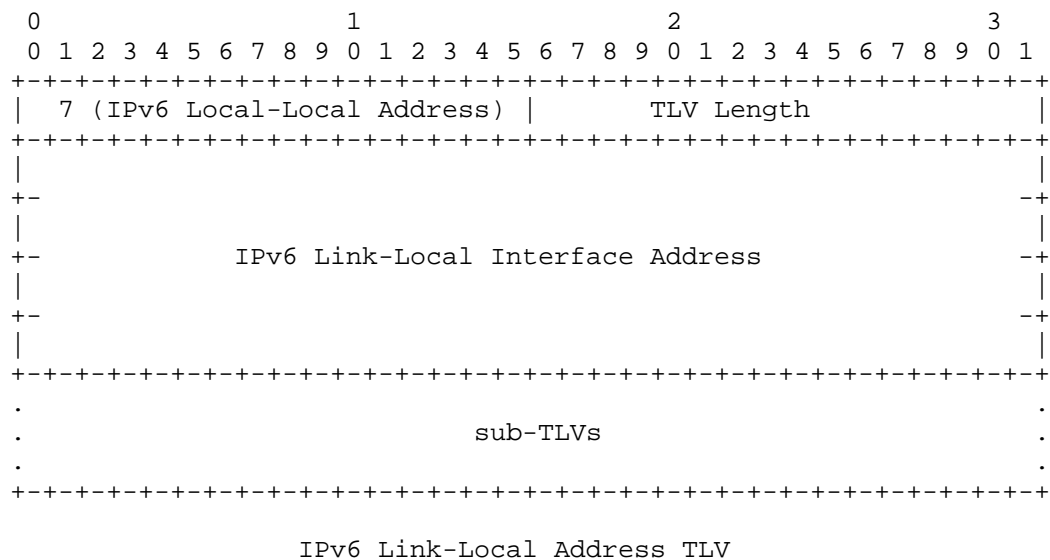 0                   1                   2                   3
 0 1 2 3 4 5 6 7 8 9 0 1 2 3 4 5 6 7 8 9 0 1 2 3 4 5 6 7 8 9 0 1
+-+-+-+-+-+-+-+-+-+-+-+-+-+-+-+-+-+-+-+-+-+-+-+-+-+-+-+-+-+-+-+-+
|  7 (IPv6 Local-Local Address) |       TLV Length              |
+-+-+-+-+-+-+-+-+-+-+-+-+-+-+-+-+-+-+-+-+-+-+-+-+-+-+-+-+-+-+-+-+
|                                                               |
+-                                                             -+
|                                                               |
+-            IPv6 Link-Local Interface Address                -+
|                                                               |
+-                                                             -+
|                                                               |
+-+-+-+-+-+-+-+-+-+-+-+-+-+-+-+-+-+-+-+-+-+-+-+-+-+-+-+-+-+-+-+-+
.                                                               .
.                            sub-TLVs                           .
.                                                               .
+-+-+-+-+-+-+-+-+-+-+-+-+-+-+-+-+-+-+-+-+-+-+-+-+-+-+-+-+-+-+-+-+
IPv6 Link-Local Address TLV